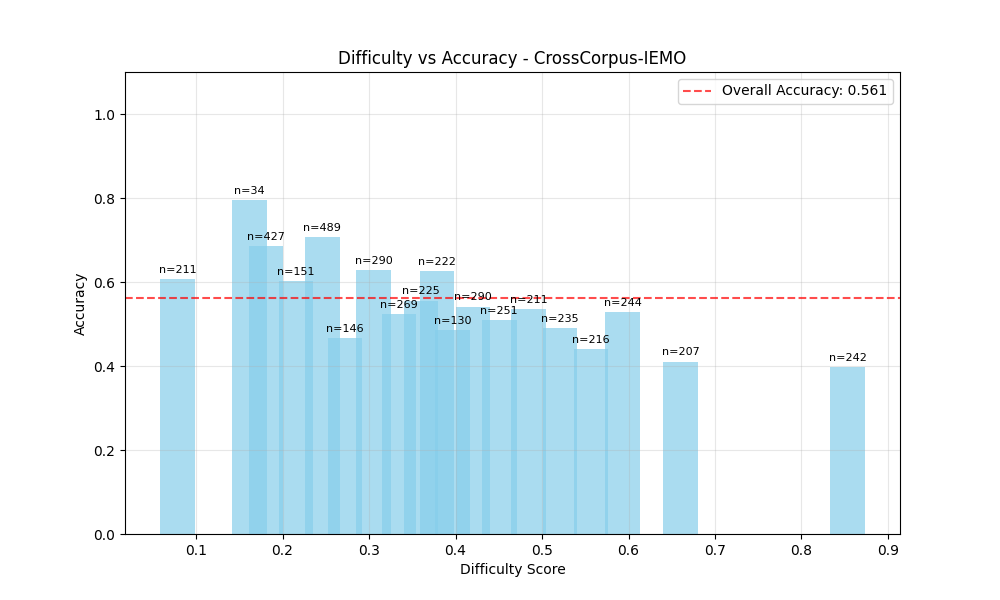 Difficulty vs Accuracy - CrossCorpus-IEMO
Overall Accuracy: 0.561
Accuracy
1.0
0.8
0.6
0.4
0.2
0.0
n=211
n=34
n=427
n=151
n=489
n=146
n=290
n=269
n=225
n=222
n=130
n=290
n=251
n=211
n=235
n=216
n=244
n=207
n=242
0.1 0.2 0.3 0.4 0.5 0.6 0.7 0.8 0.9
Difficulty Score